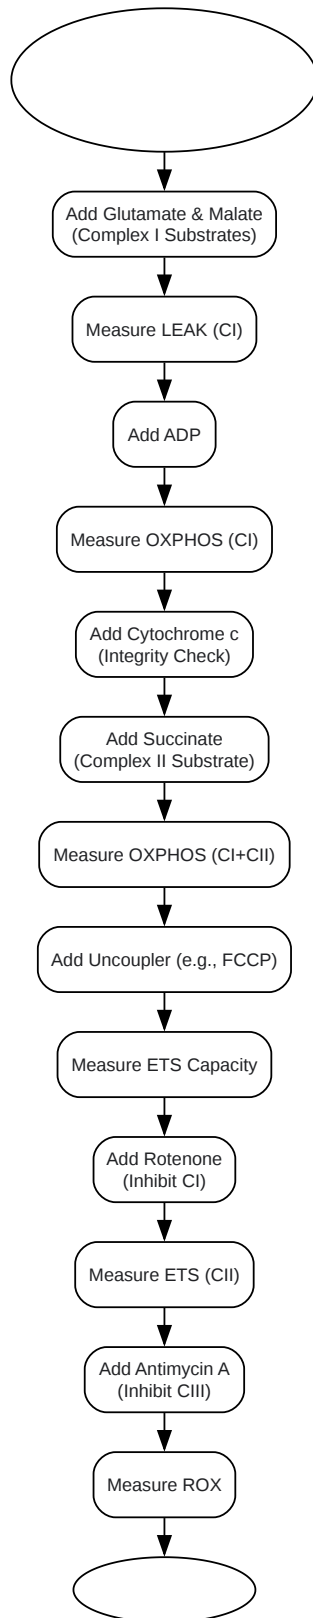 Add Glutamate & Malate
(Complex I Substrates)
Measure LEAK (CI)
Add ADP
Measure OXPHOS (CI)
Add Cytochrome c
(Integrity Check)
Add Succinate
(Complex II Substrate)
Measure OXPHOS (CI+CII)
Add Uncoupler (e.g., FCCP)
Measure ETS Capacity
Add Rotenone
(Inhibit CI)
Measure ETS (CII)
Add Antimycin A
(Inhibit CIII)
Measure ROX